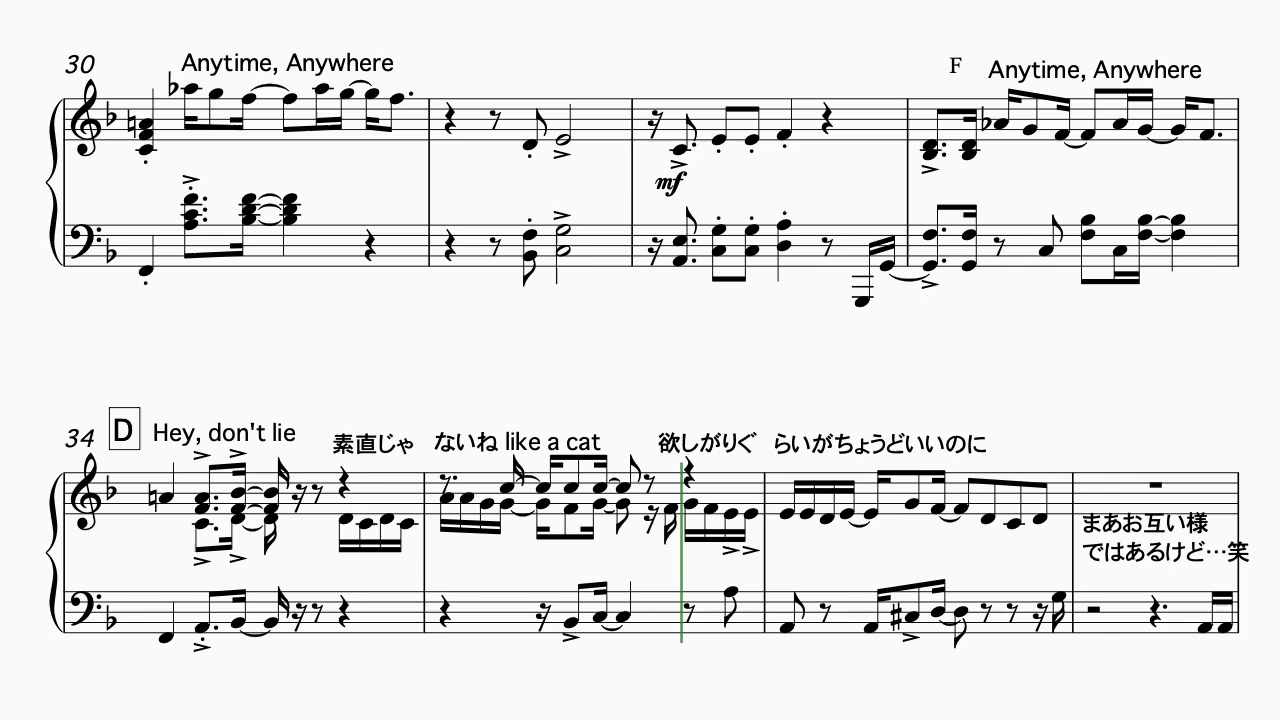 30 Anytime, Anywhere F Anytime, Anywhere
mf
34 D Hey, don't lie 素直じゃ ないね like a cat 欲しがりぐ らいがちょうどいいのに
まあお互い様
ではあるけど…笑